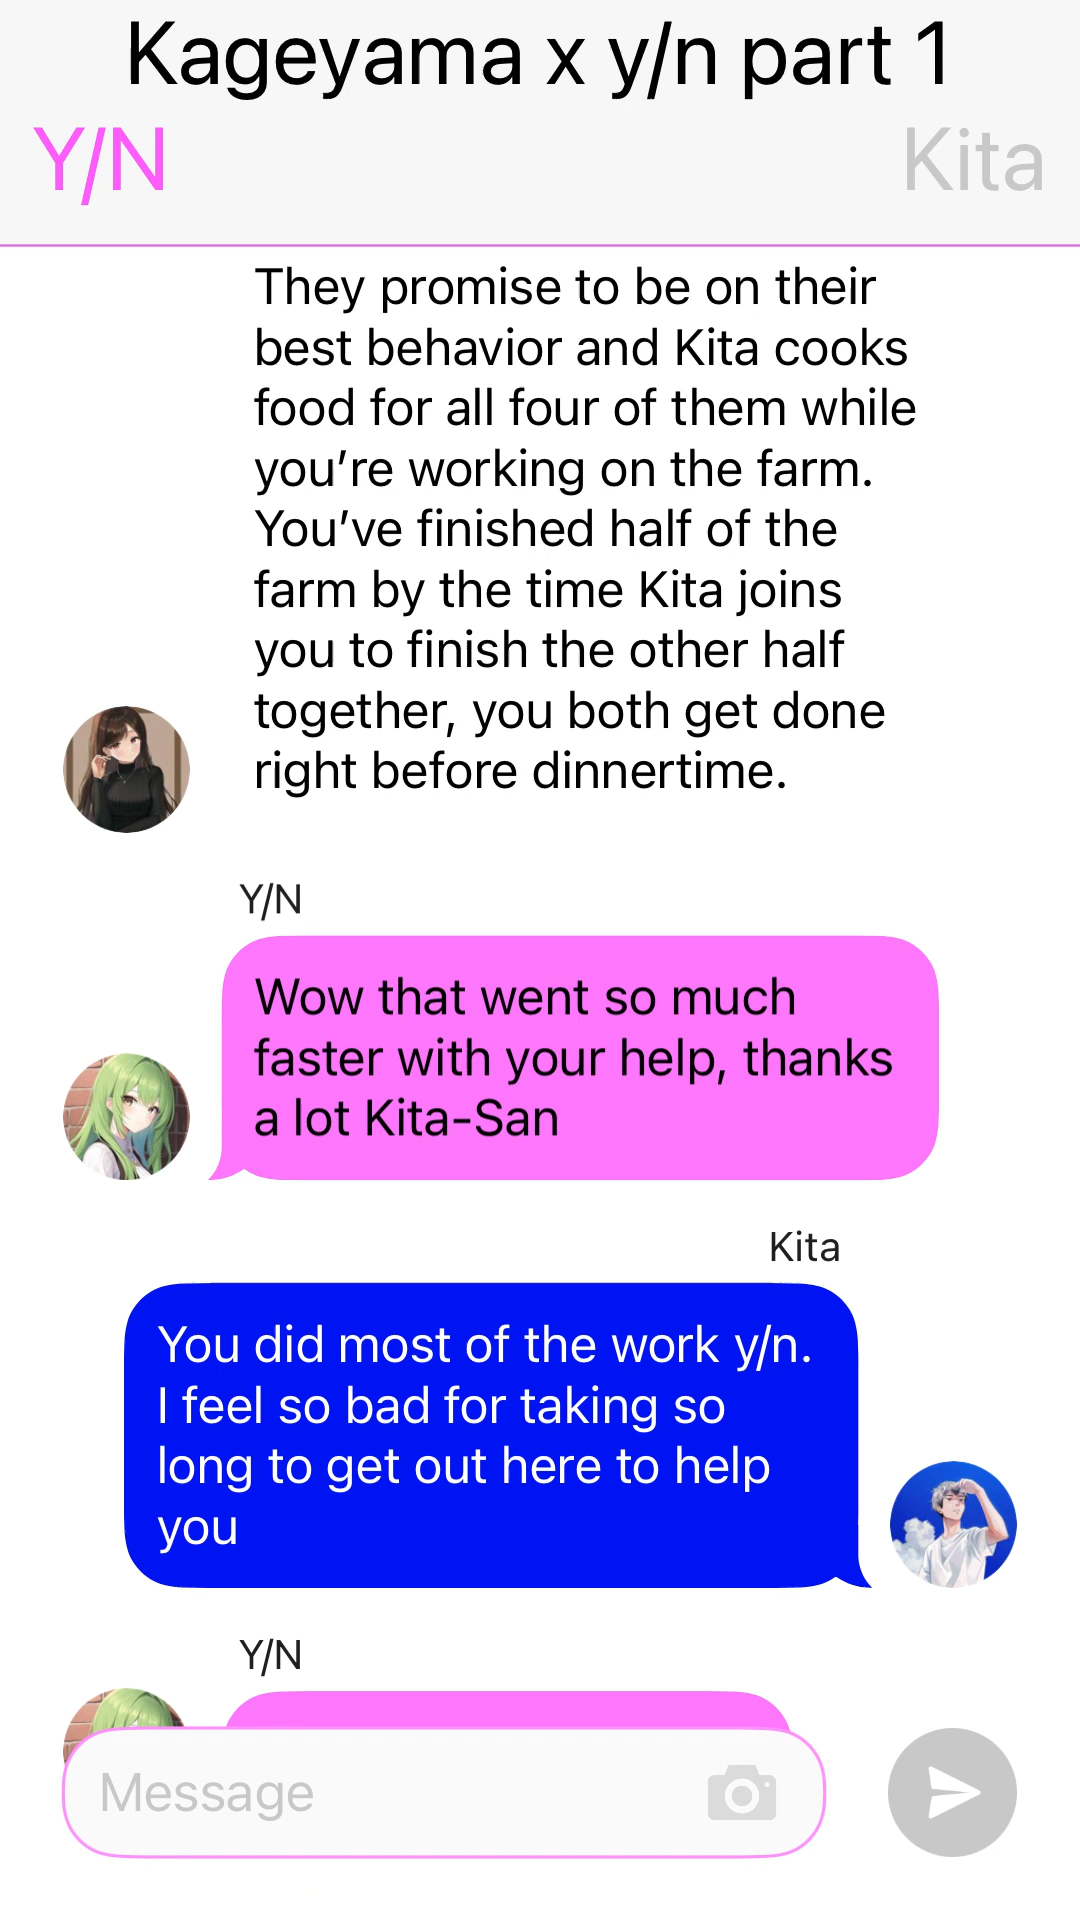 Kageyama x y/n part 1
Y/N
Kita
They promise to be on their
best behavior and Kita cooks
food for all four of them while
you’re working on the farm.
You’ve finished half of the
farm by the time Kita joins
you to finish the other half
together, you both get done
right before dinnertime.
Y/N
Wow that went so much
faster with your help, thanks
a lot Kita-San
Kita
You did most of the work y/n.
I feel so bad for taking so
long to get out here to help
you
Y/N
Message